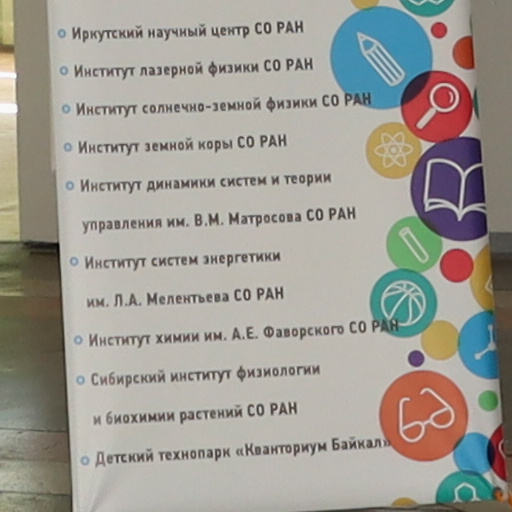 Иркутский научный центр СО РАН
Институт лазерной физики СО РАН
Институт солнечно-земной физики СО РАН
Институт земной коры СО РАН
Институт динамики систем и теории
управления им. В.М. Матросова СО РАН
Институт систем энергетики
им. Л.А. Мелентьева СО РАН
Институт химии им. А.Е. Фаворского СО РАН
Сибирский институт физиологии
и биохимии растений СО РАН
Детский технопарк «Кванториум Байкал»